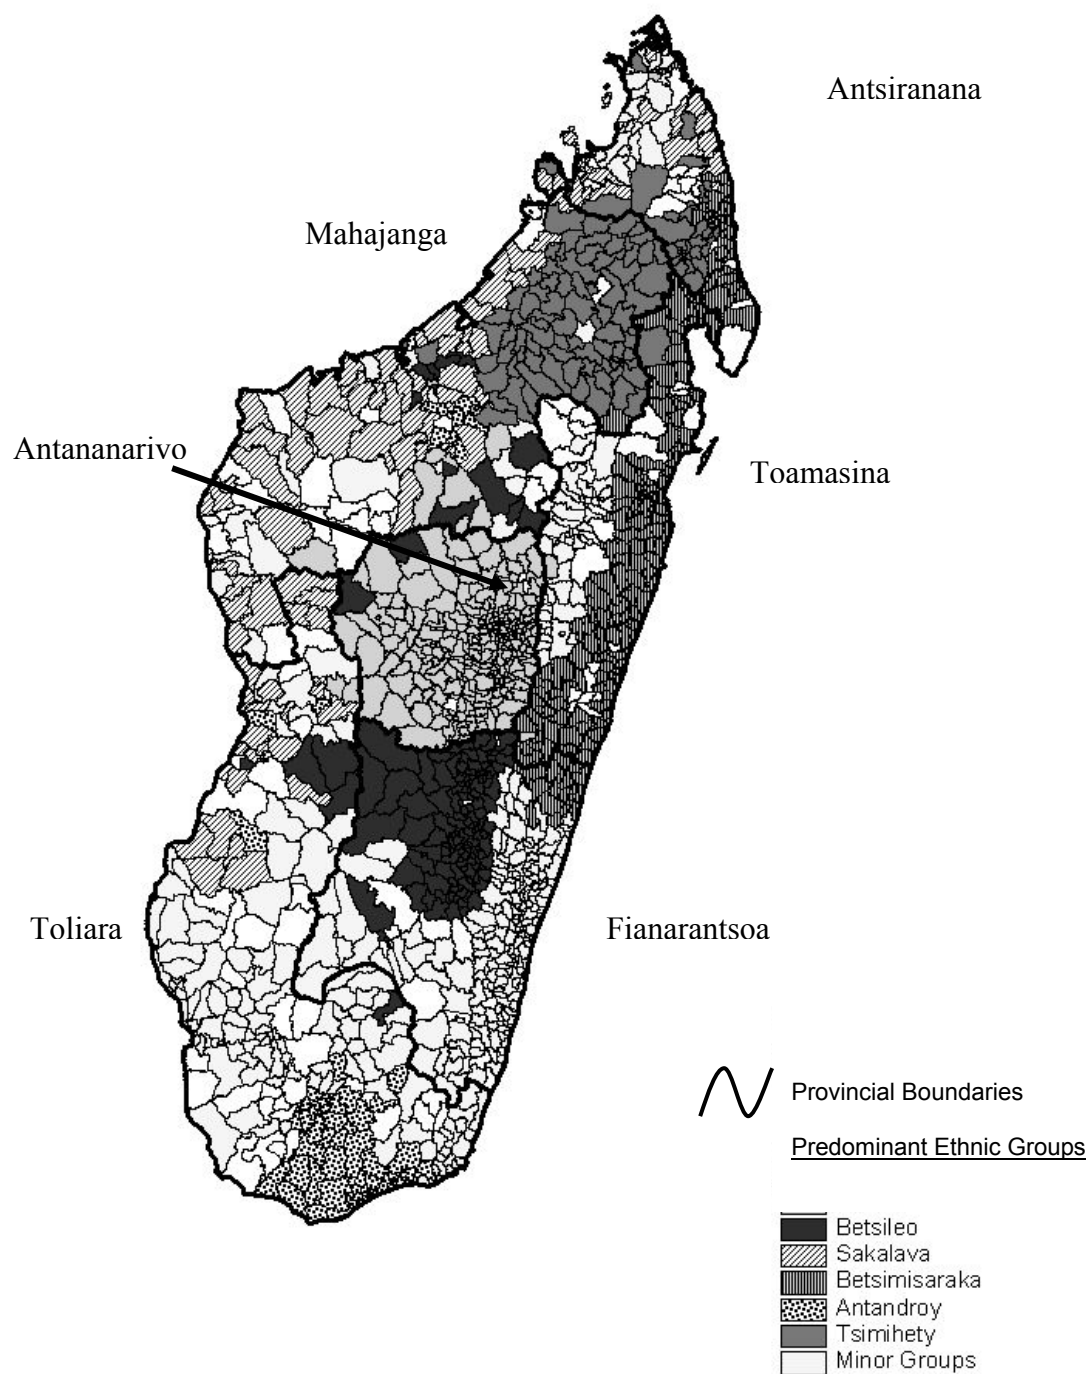 Antsiranana
Mahajanga
Antananarivo
Toamasina
Toliara
Fianarantsoa
Provincial Boundaries
Predominant Ethnic Groups
Betsileo
Sakalava
Betsimisaraka
Antandroy
Tsimihety
Minor Groups